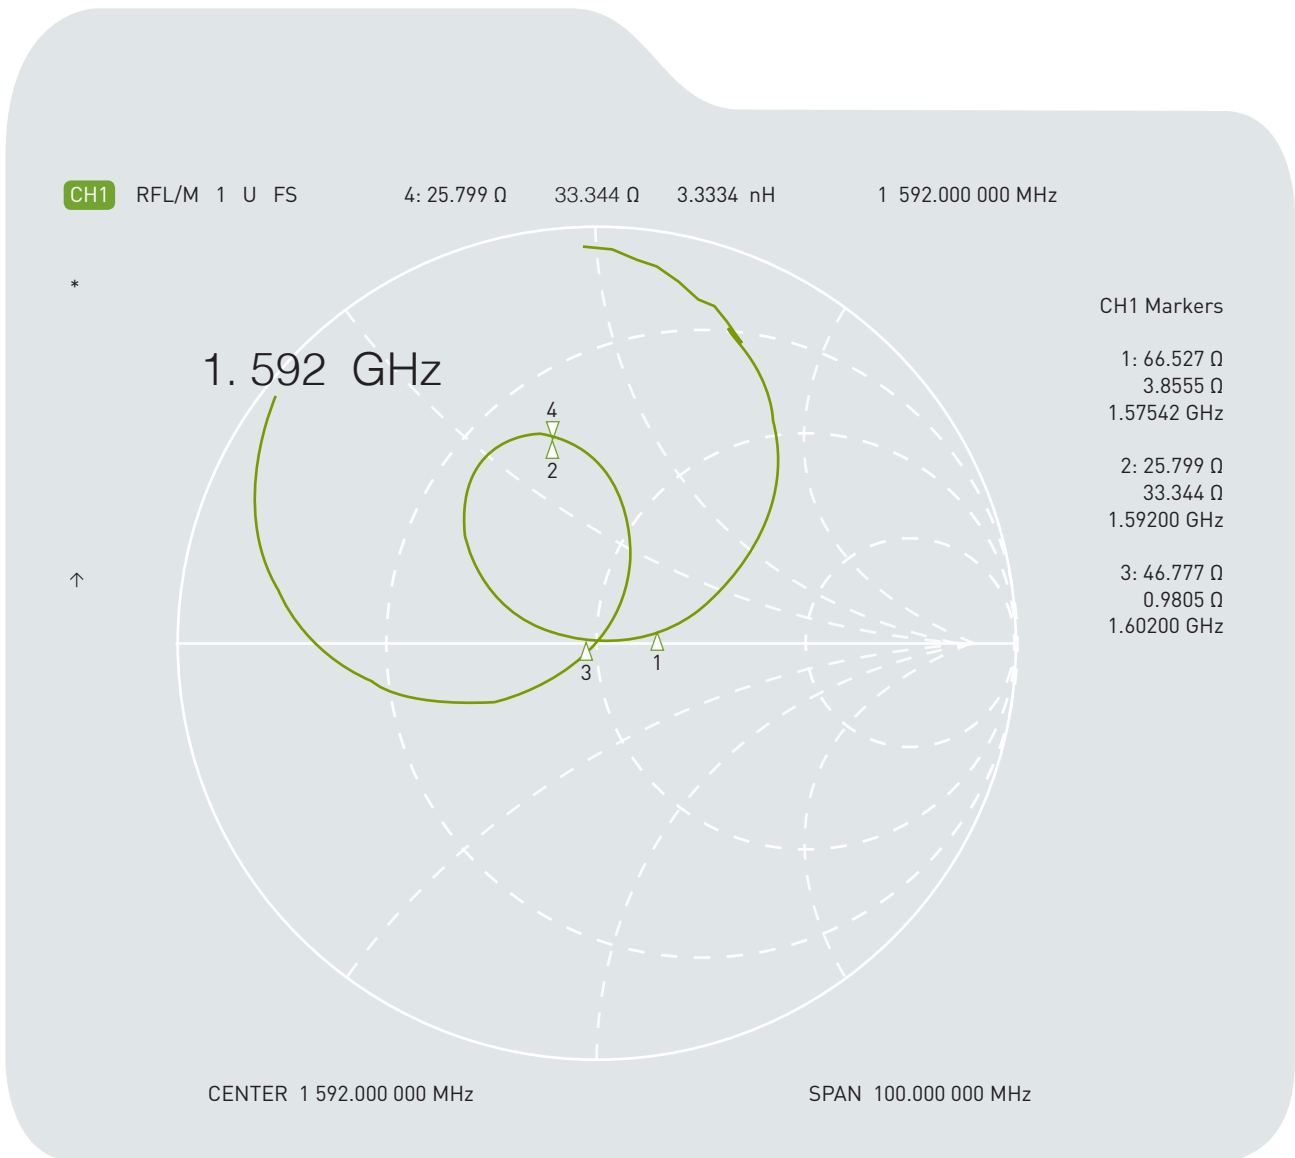 CH1 RFL/M 1 U FS 4: 25.799 Ω 33.344 Ω 3.3334 nH 1 592.000 000 MHz
*
CH1 Markers
1. 592 GHz
1: 66.527 Ω
3.8555 Ω
1.57542 GHz
4
2
2: 25.799 Ω
33.344 Ω
1.59200 GHz
↑
3: 46.777 Ω
0.9805 Ω
1.60200 GHz
1
3
CENTER 1 592.000 000 MHz SPAN 100.000 000 MHz